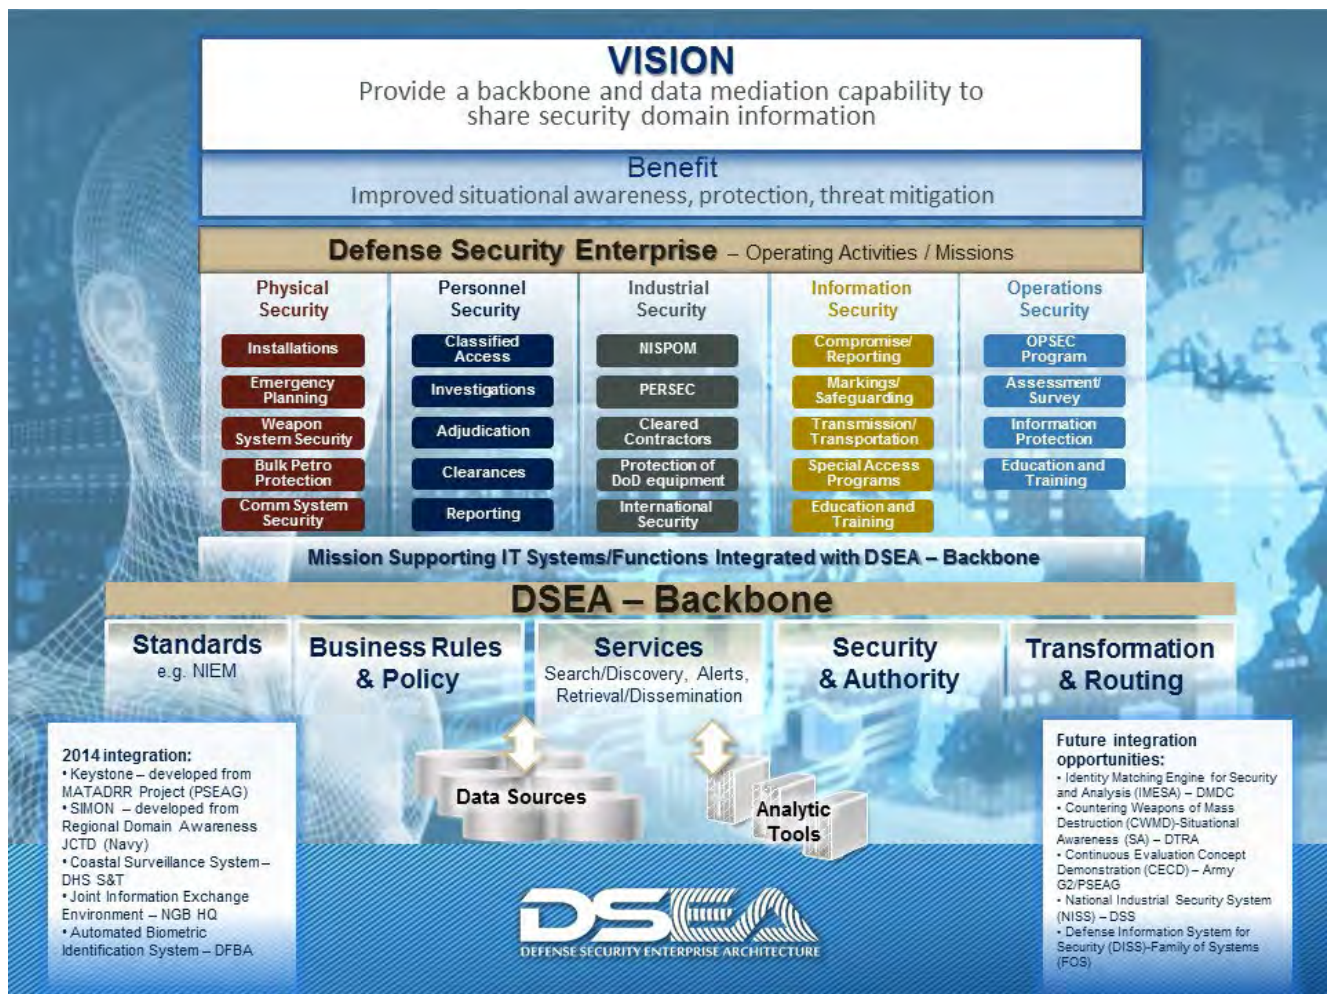 VISION
Provide a backbone and data mediation capability to
share security domain information
Benefit
Improved situational awareness, protection, threat mitigation
Defense Security Enterprise – Operating Activities / Missions
Physical
Security
Installations
Emergency
Planning
Weapon
System Security
Bulk Petro
Protection
Comm System
Security
Personnel
Security
Classified
Access
Investigations
Adjudication
Clearances
Reporting
Industrial
Security
NISPOM
PERSEC
Cleared
Contractors
Protection of
DoD equipment
International
Security
Information
Security
Compromise/
Reporting
Markings/
Safeguarding
Transmission/
Transportation
Special Access
Programs
Education and
Training
Operations
Security
OPSEC
Program
Assessment/
Survey
Information
Protection
Education and
Training
Mission Supporting IT Systems/Functions Integrated with DSEA – Backbone
DSEA – Backbone
Standards
e.g. NIEM
Business Rules
& Policy
Services
Search/Discovery, Alerts,
Retrieval/Dissemination
Security
& Authority
Transformation
& Routing
2014 integration:
• Keystone – developed from
MATADRR Project (PSEAG)
• SIMON – developed from
Regional Domain Awareness
JCTD (Navy)
• Coastal Surveillance System –
DHS S&T
• Joint Information Exchange
Environment – NGB HQ
• Automated Biometric
Identification System – DFBA
Data Sources
Analytic
Tools
DSEA
DEFENSE SECURITY ENTERPRISE ARCHITECTURE
Future integration
opportunities:
• Identity Matching Engine for Security
and Analysis (IMESA) – DMDC
• Countering Weapons of Mass
Destruction (CWMD)-Situational
Awareness (SA) – DTRA
• Continuous Evaluation Concept
Demonstration (CECD) – Army
G2/PSEAG
• National Industrial Security System
(NISS) – DSS
• Defense Information System for
Security (DISS)-Family of Systems
(FOS)